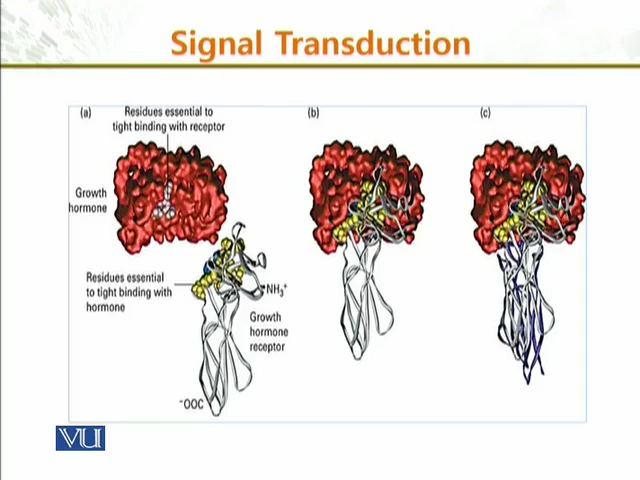 Signal Transduction
(a)
Residues essential to
tight binding with receptor
(b)
(c)
Growth
hormone
Residues essential
to tight binding with
hormone
NH₃⁺
Growth
hormone
receptor
⁻OOC
VU